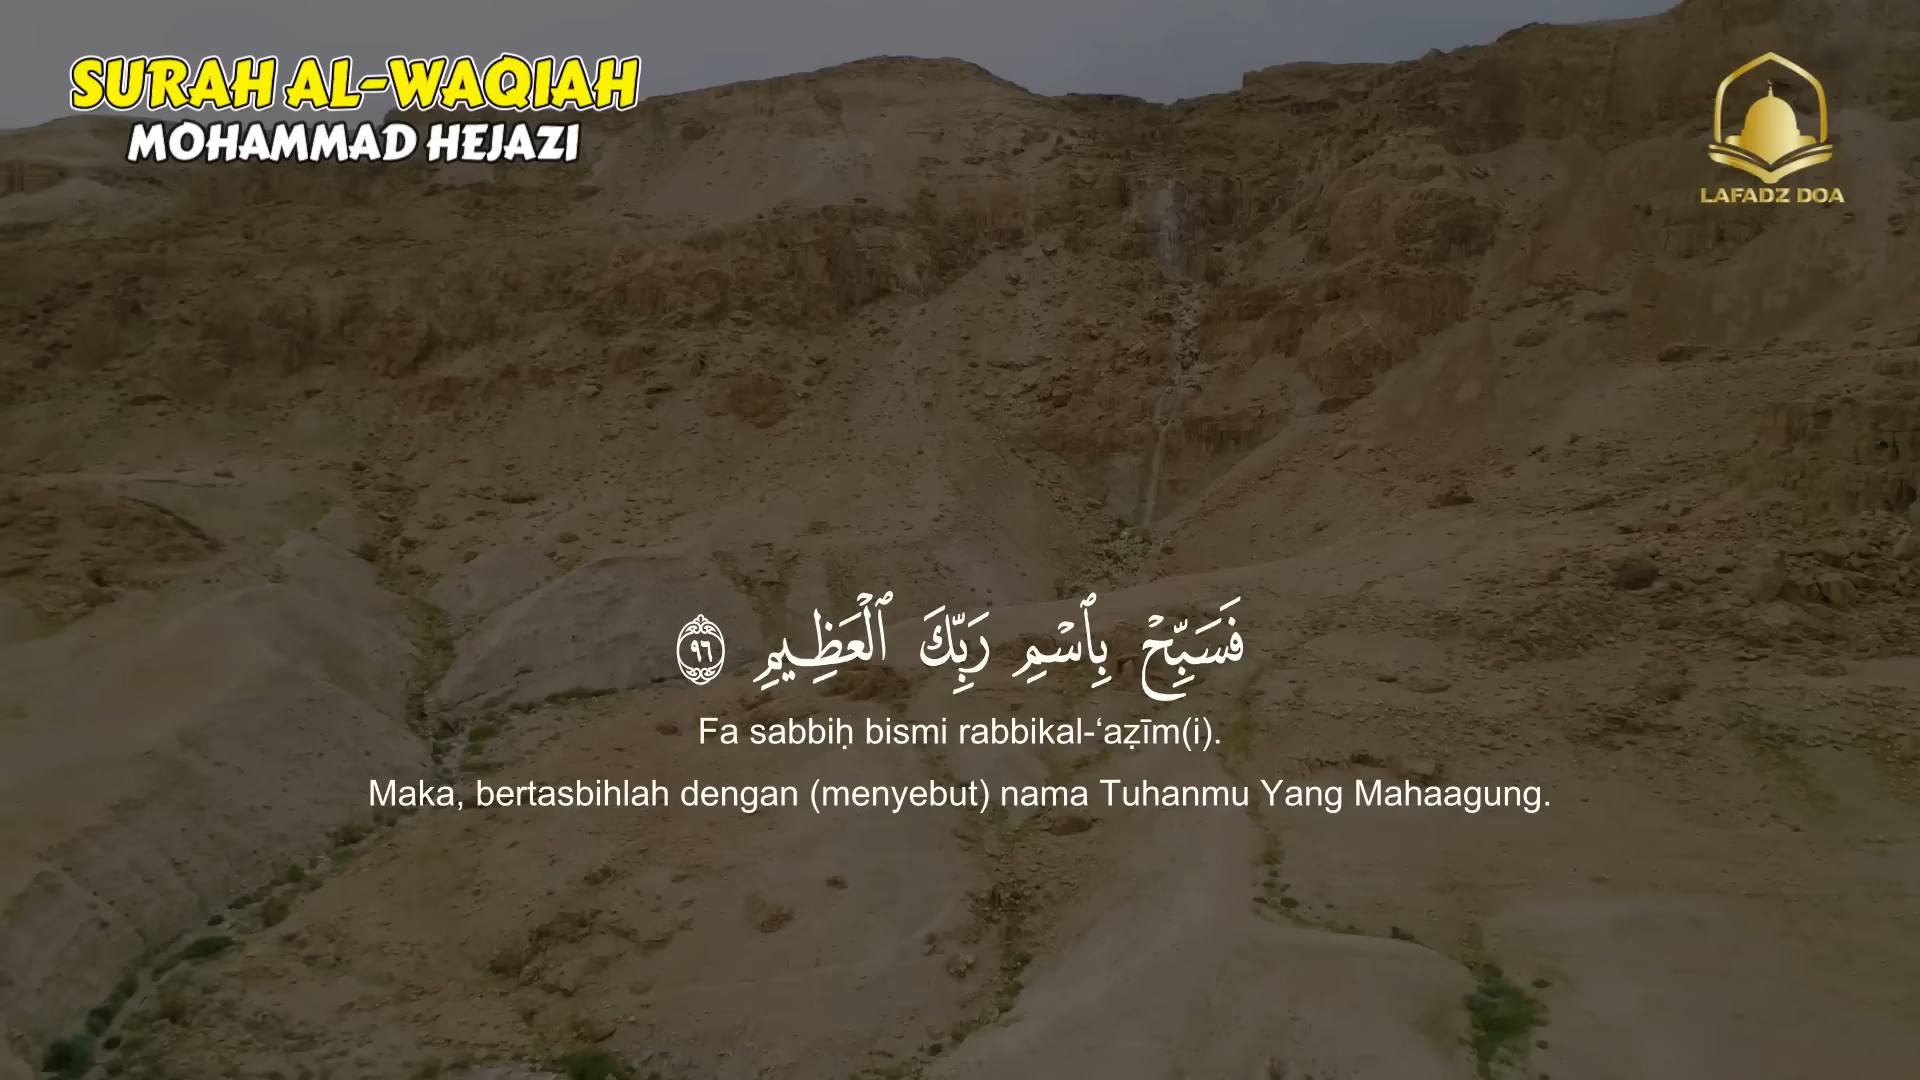 SURAH AL-WAQIAH
MOHAMMAD HEJAZI
LAFADZ DOA
فَسَبِّحْ بِٱسْمِ رَبِّكَ ٱلْعَظِيمِ ٩٦
Fa sabbiḥ bismi rabbikal-‘aẓīm(i).
Maka, bertasbihlah dengan (menyebut) nama Tuhanmu Yang Mahaagung.